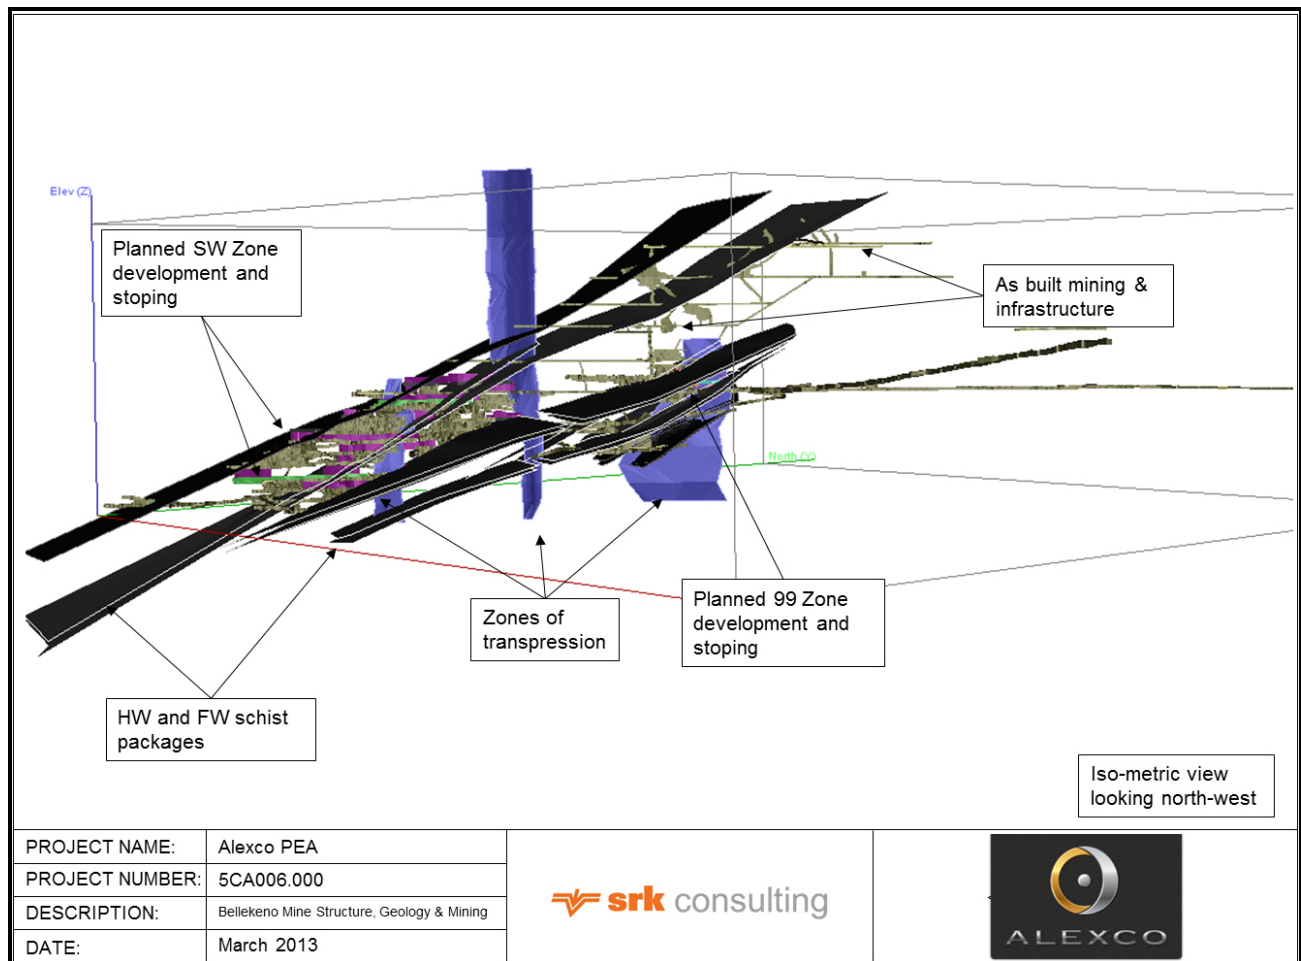 Elev (Z)
Planned SW Zone
development and
stoping
As built mining &
infrastructure
North (Y)
Zones of
transpression
Planned 99 Zone
development and
stoping
HW and FW schist
packages
Iso-metric view
looking north-west
PROJECT NAME: Alexco PEA
PROJECT NUMBER: 5CA006.000
DESCRIPTION: Bellekeno Mine Structure, Geology & Mining
DATE: March 2013
srk consulting
ALEXCO